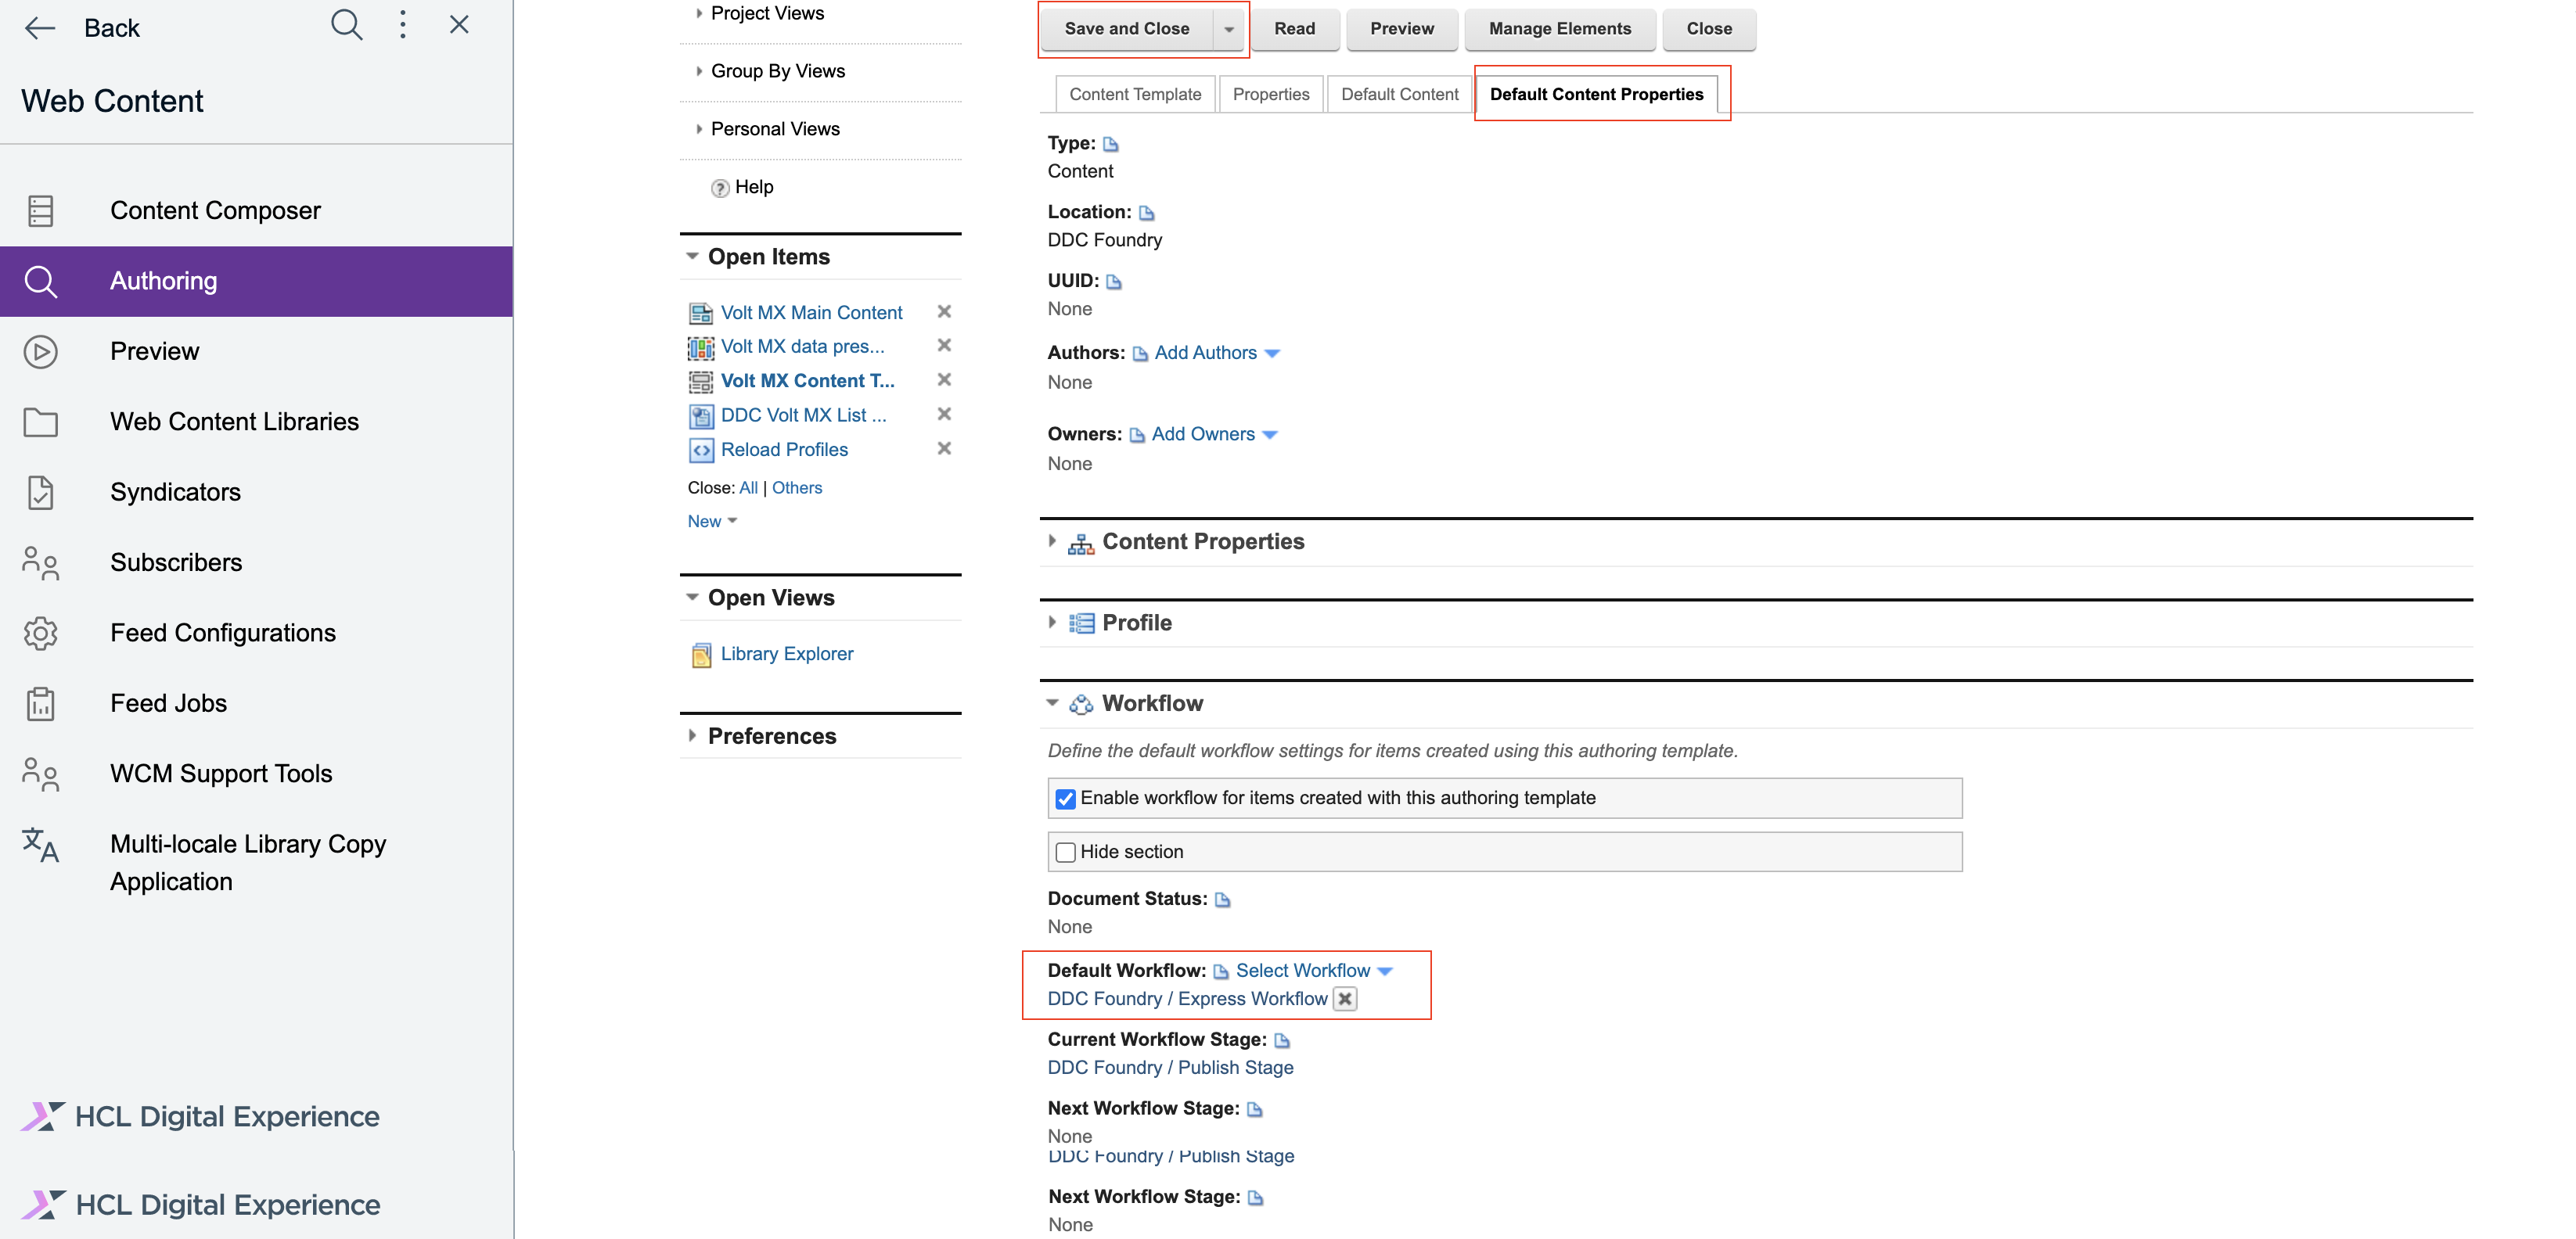 Back
Web Content
Content Composer
Authoring
Preview
Web Content Libraries
Syndicators
Subscribers
Feed Configurations
Feed Jobs
WCM Support Tools
Multi-locale Library Copy
Application
HCL Digital Experience
HCL Digital Experience
Project Views
Group By Views
Personal Views
Help
Open Items
Volt MX Main Content
Volt MX data pres...
Volt MX Content T...
DDC Volt MX List ...
Reload Profiles
Close: All | Others
New
Open Views
Library Explorer
Preferences
Save and Close Read Preview Manage Elements Close
Content Template Properties Default Content Default Content Properties
Type:
Content
Location:
DDC Foundry
UUID:
None
Authors: Add Authors
None
Owners: Add Owners
None
Content Properties
Profile
Workflow
Define the default workflow settings for items created using this authoring template.
Enable workflow for items created with this authoring template
Hide section
Document Status:
None
Default Workflow: Select Workflow
DDC Foundry / Express Workflow
Current Workflow Stage:
DDC Foundry / Publish Stage
Next Workflow Stage:
None
DDC Foundry / Publish Stage
Next Workflow Stage:
None